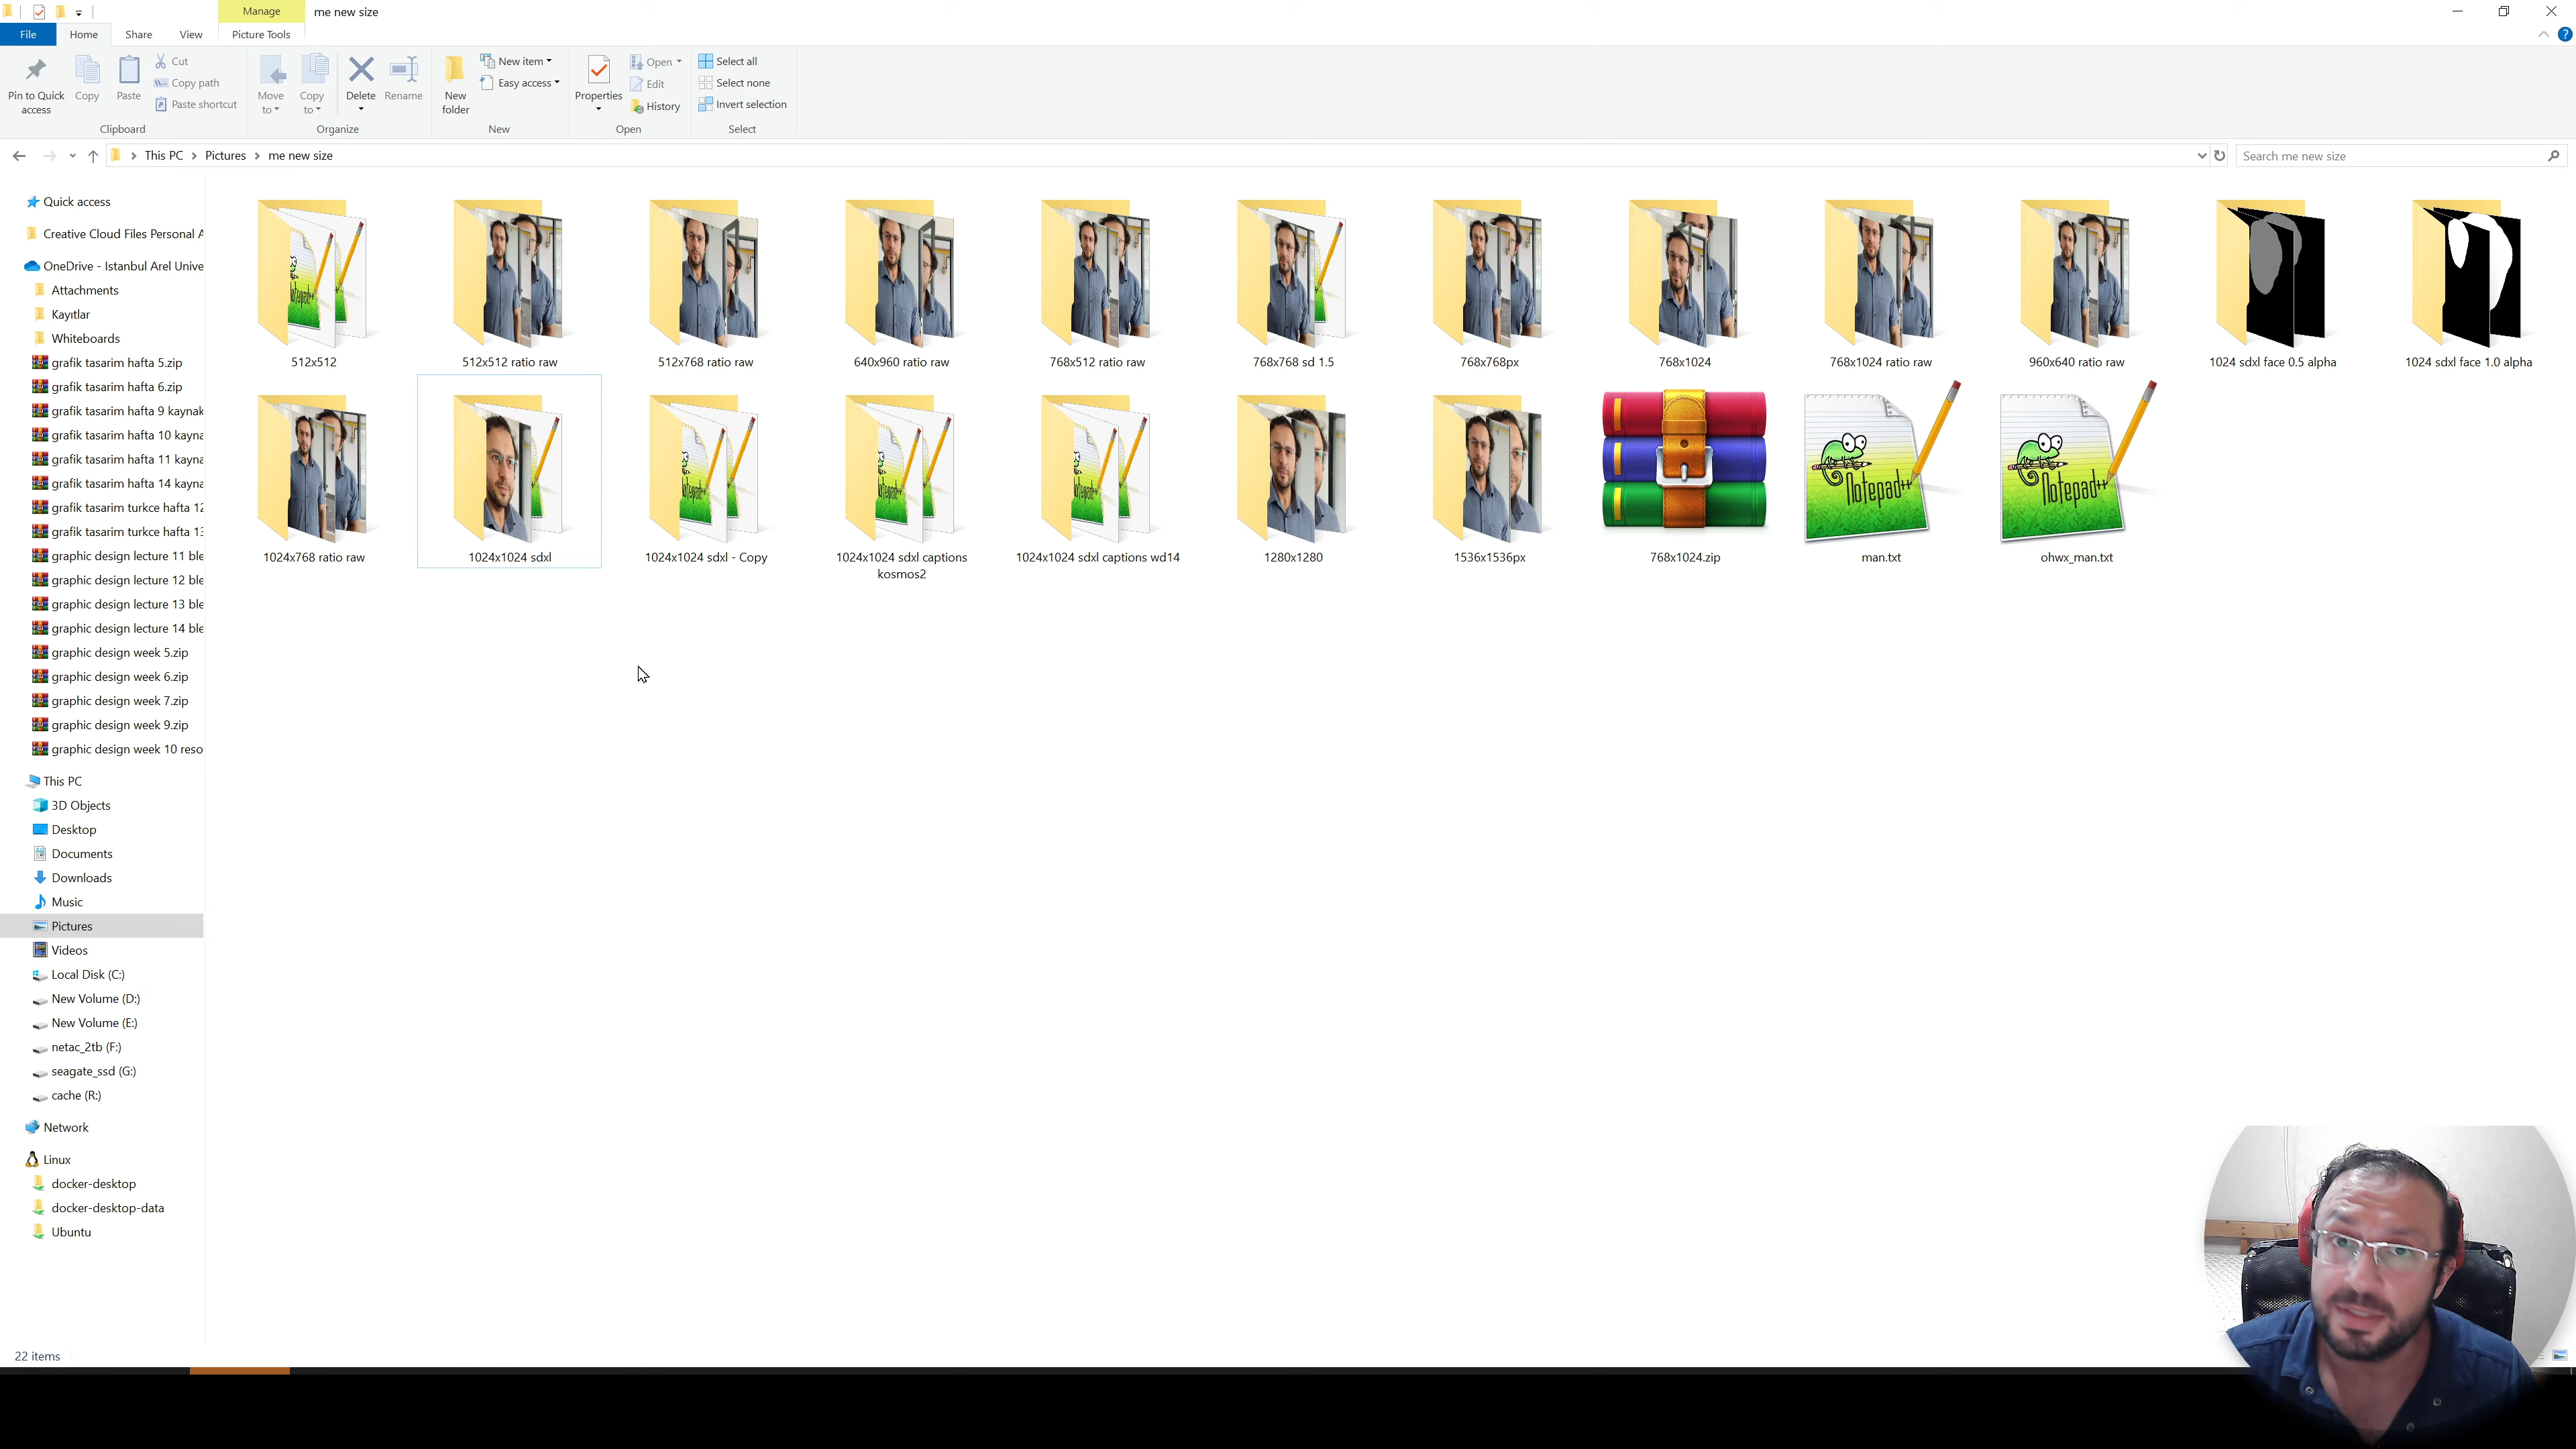 Manage
me new size
File
Home
Share
View
Picture Tools
Pin to Quick
access
Copy
Paste
Cut
Copy path
Paste shortcut
Clipboard
Move
to
Copy
to
Delete
Rename
Organize
New
folder
New item
Easy access
New
Properties
Open
Edit
History
Open
Select all
Select none
Invert selection
Select
This PC
Pictures
me new size
Search me new size
Quick access
Creative Cloud Files Personal A
OneDrive - Istanbul Arel Unive
Attachments
Kayıtlar
Whiteboards
grafik tasarim hafta 5.zip
grafik tasarim hafta 6.zip
grafik tasarim hafta 9 kaynak
grafik tasarim hafta 10 kayna
grafik tasarim hafta 11 kayna
grafik tasarim hafta 14 kayna
grafik tasarim turkce hafta 12
grafik tasarim turkce hafta 13
graphic design lecture 11 ble
graphic design lecture 12 ble
graphic design lecture 13 ble
graphic design lecture 14 ble
graphic design week 5.zip
graphic design week 6.zip
graphic design week 7.zip
graphic design week 9.zip
graphic design week 10 reso
This PC
3D Objects
Desktop
Documents
Downloads
Music
Pictures
Videos
Local Disk (C:)
New Volume (D:)
New Volume (E:)
netac_2tb (F:)
seagate_ssd (G:)
cache (R:)
Network
Linux
docker-desktop
docker-desktop-data
Ubuntu
512x512
512x512 ratio raw
512x768 ratio raw
640x960 ratio raw
768x512 ratio raw
768x768 sd 1.5
768x768px
768x1024
768x1024 ratio raw
960x640 ratio raw
1024 sdxl face 0.5 alpha
1024 sdxl face 1.0 alpha
Notepad++
Notepad++
1024x768 ratio raw
1024x1024 sdxl
1024x1024 sdxl - Copy
1024x1024 sdxl captions
kosmos2
1024x1024 sdxl captions wd14
1280x1280
1536x1536px
768x1024.zip
man.txt
ohwx_man.txt
22 items